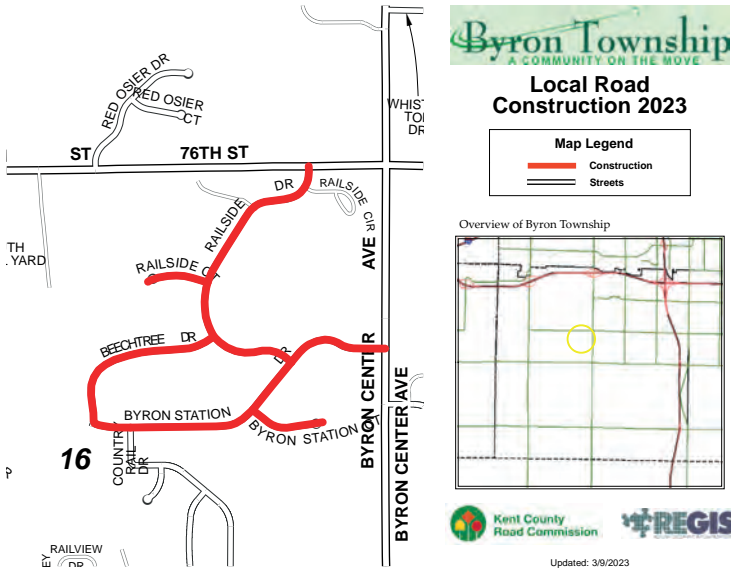 RED OSIER DR
RED OSIER
CT
ST
76TH ST
WHIST
TO
DR
RAILSIDE
DR
RAILSIDE CIR
TH
YARD
RAILSIDE CT
BEECHTREE DR
DR
BYRON STATION
BYRON STATION CT
AVE
BYRON CENTER
BYRON CENTER AVE
16
COUNTRY
RAIL
DR
RAILVIEW
DR
EY
Byron Township
A COMMUNITY ON THE MOVE
Local Road
Construction 2023
Map Legend
Construction
Streets
Overview of Byron Township
Kent County
Road Commission
REGIS
Updated: 3/9/2023